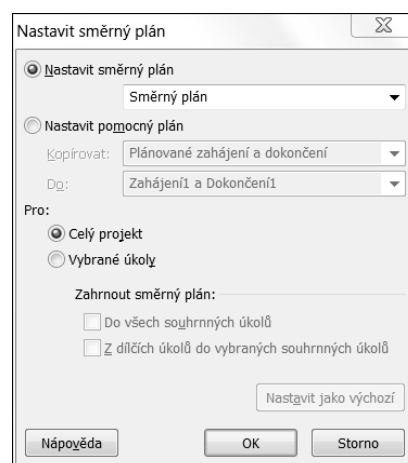 Nastavit směrný plán
Nastavit směrný plán
Směrný plán
Nastavit pomocný plán
Kopírovat: Plánované zahájení a dokončení
Do: Zahájení1 a Dokončení1
Pro:
Celý projekt
Vybrané úkoly
Zahrnout směrný plán:
Do všech souhrnných úkolů
Z dílčích úkolů do vybraných souhrnných úkolů
Nastavit jako výchozí
Nápověda OK Storno